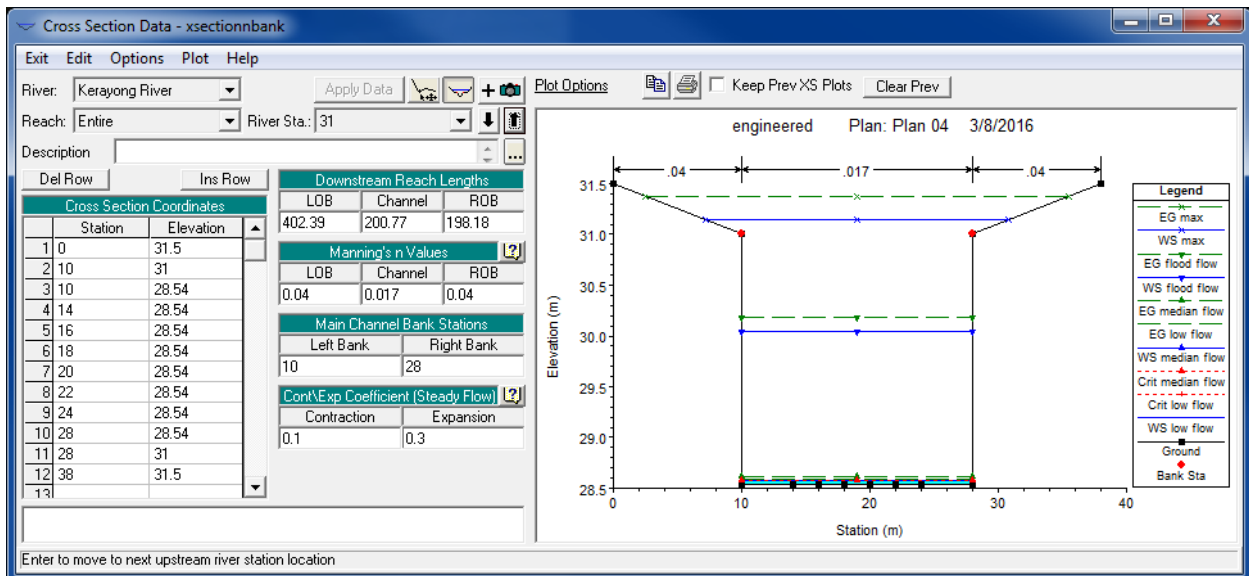 Cross Section Data - xsectionnbank
Exit Edit Options Plot Help
River: Kerayong River
Apply Data
Plot Options
Keep Prev XS Plots
Clear Prev
Reach: Entire
River Sta.: 31
Description
...
Del Row
Ins Row
Cross Section Coordinates
Station Elevation
1 0 31.5
2 10 31
3 10 28.54
4 14 28.54
5 16 28.54
6 18 28.54
7 20 28.54
8 22 28.54
9 24 28.54
10 28 28.54
11 28 31
12 38 31.5
13
Downstream Reach Lengths
LOB Channel ROB
402.39 200.77 198.18
Manning's n Values
LOB Channel ROB
0.04 0.017 0.04
Main Channel Bank Stations
Left Bank Right Bank
10 28
Cont\Exp Coefficient (Steady Flow)
Contraction Expansion
0.1 0.3
engineered Plan: Plan 04 3/8/2016
.04 .017 .04
31.5
31.0
30.5
30.0
29.5
29.0
28.5
Elevation (m)
0 10 20 30 40
Station (m)
Legend
EG max
WS max
EG flood flow
WS flood flow
EG median flow
EG low flow
WS median flow
Crit median flow
Crit low flow
WS low flow
Ground
Bank Sta
Enter to move to next upstream river station location